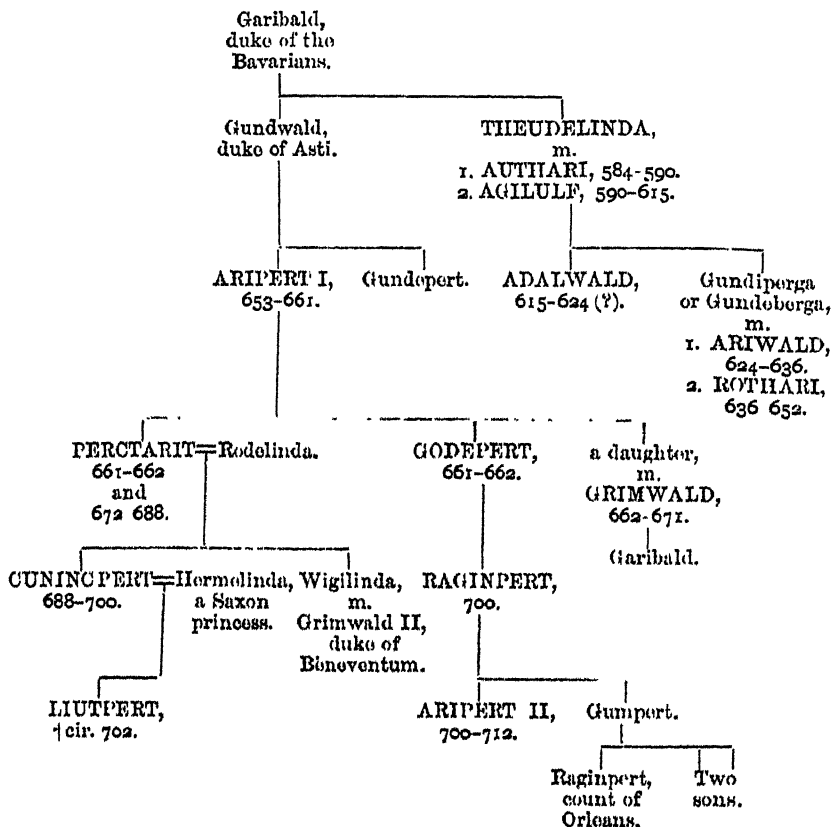 Garibald,
duke of the
Bavarians.
Gundwald,
duke of Asti.
THEUDELINDA,
m.
1. AUTHARI, 584-590.
2. AGILULF, 590-615.
ARIPERT I,
653-661.
Gundepert.
ADALWALD,
615-624 (?).
Gundiperga
or Gundeberga,
m.
1. ARIWALD,
624-636.
2. ROTHARI,
636 652.
PERCTARIT=Rodelinda.
661-662
and
672 688.
GODEPERT,
661-662.
a daughter,
m.
GRIMWALD,
662-671.
Garibald.
CUNINCPERT=Hermelinda,
688-700.
a Saxon
princess.
Wigilinda,
m.
Grimwald II,
duke of
Beneventum.
RAGINPERT,
700.
LIUTPERT,
† cir. 702.
ARIPERT II,
700-712.
Gumpert.
Raginpert,
count of
Orleans.
Two
sons.